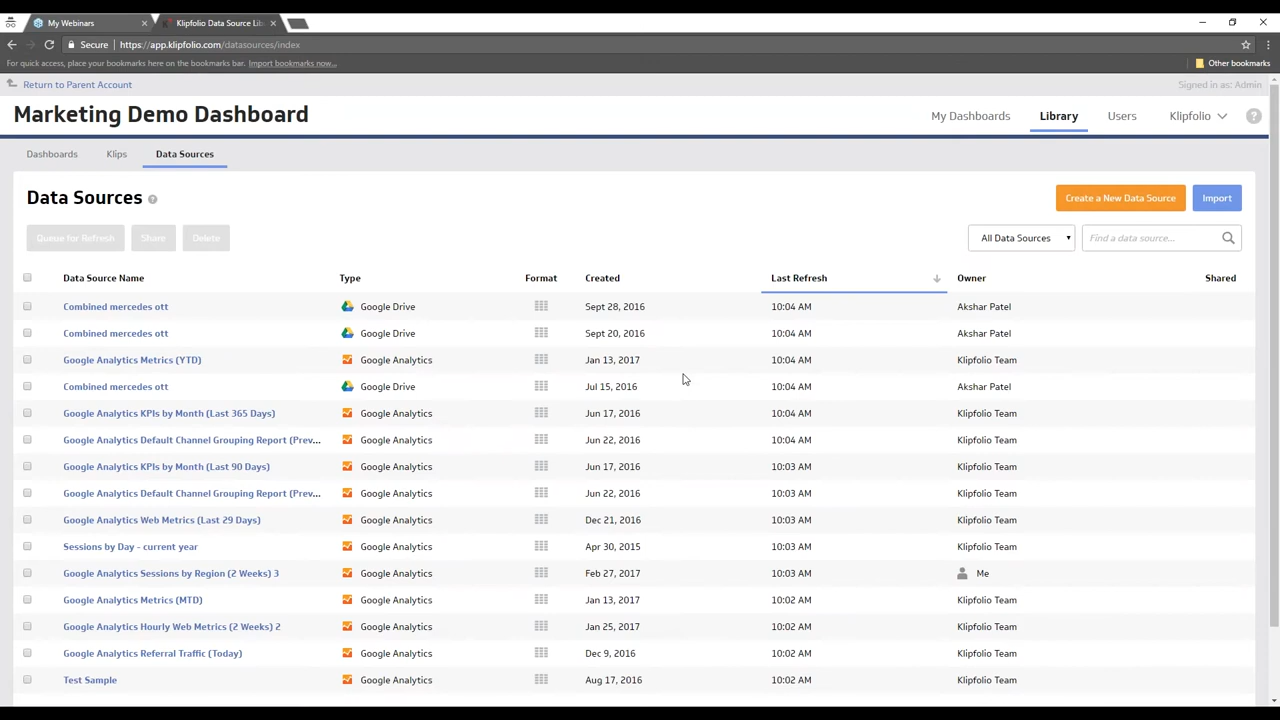 My Webinars
Klipfolio Data Source Lib
Secure
https://app.klipfolio.com/datasources/index
For quick access, place your bookmarks here on the bookmarks bar. Import bookmarks now...
Other bookmarks
Return to Parent Account
Signed in as: Admin
Marketing Demo Dashboard
My Dashboards
Library
Users
Klipfolio
?
Dashboards
Klips
Data Sources
Data Sources ?
Create a New Data Source
Import
Queue for Refresh
Share
Delete
All Data Sources
Find a data source...
Data Source Name Type Format Created Last Refresh Owner Shared
Combined mercedes ott Google Drive Sept 28, 2016 10:04 AM Akshar Patel
Combined mercedes ott Google Drive Sept 20, 2016 10:04 AM Akshar Patel
Google Analytics Metrics (YTD) Google Analytics Jan 13, 2017 10:04 AM Klipfolio Team
Combined mercedes ott Google Drive Jul 15, 2016 10:04 AM Akshar Patel
Google Analytics KPIs by Month (Last 365 Days) Google Analytics Jun 17, 2016 10:04 AM Klipfolio Team
Google Analytics Default Channel Grouping Report (Prev... Google Analytics Jun 22, 2016 10:04 AM Klipfolio Team
Google Analytics KPIs by Month (Last 90 Days) Google Analytics Jun 17, 2016 10:03 AM Klipfolio Team
Google Analytics Default Channel Grouping Report (Prev... Google Analytics Jun 22, 2016 10:03 AM Klipfolio Team
Google Analytics Web Metrics (Last 29 Days) Google Analytics Dec 21, 2016 10:03 AM Klipfolio Team
Sessions by Day - current year Google Analytics Apr 30, 2015 10:03 AM Klipfolio Team
Google Analytics Sessions by Region (2 Weeks) 3 Google Analytics Feb 27, 2017 10:03 AM Me
Google Analytics Metrics (MTD) Google Analytics Jan 13, 2017 10:02 AM Klipfolio Team
Google Analytics Hourly Web Metrics (2 Weeks) 2 Google Analytics Jan 25, 2017 10:02 AM Klipfolio Team
Google Analytics Referral Traffic (Today) Google Analytics Dec 9, 2016 10:02 AM Klipfolio Team
Test Sample Google Analytics Aug 17, 2016 10:02 AM Klipfolio Team